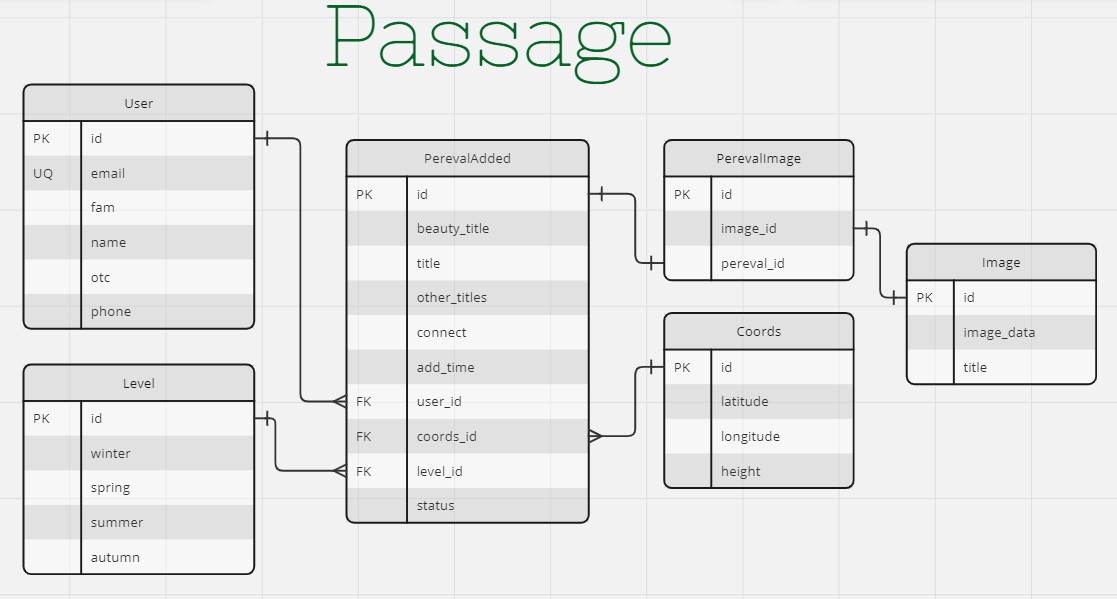 Passage
User
PK id
UQ email
fam
name
otc
phone
Level
PK id
winter
spring
summer
autumn
PerevalAdded
PK id
beauty_title
title
other_titles
connect
add_time
FK user_id
FK coords_id
FK level_id
status
PerevalImage
PK id
image_id
pereval_id
Coords
PK id
latitude
longitude
height
Image
PK id
image_data
title